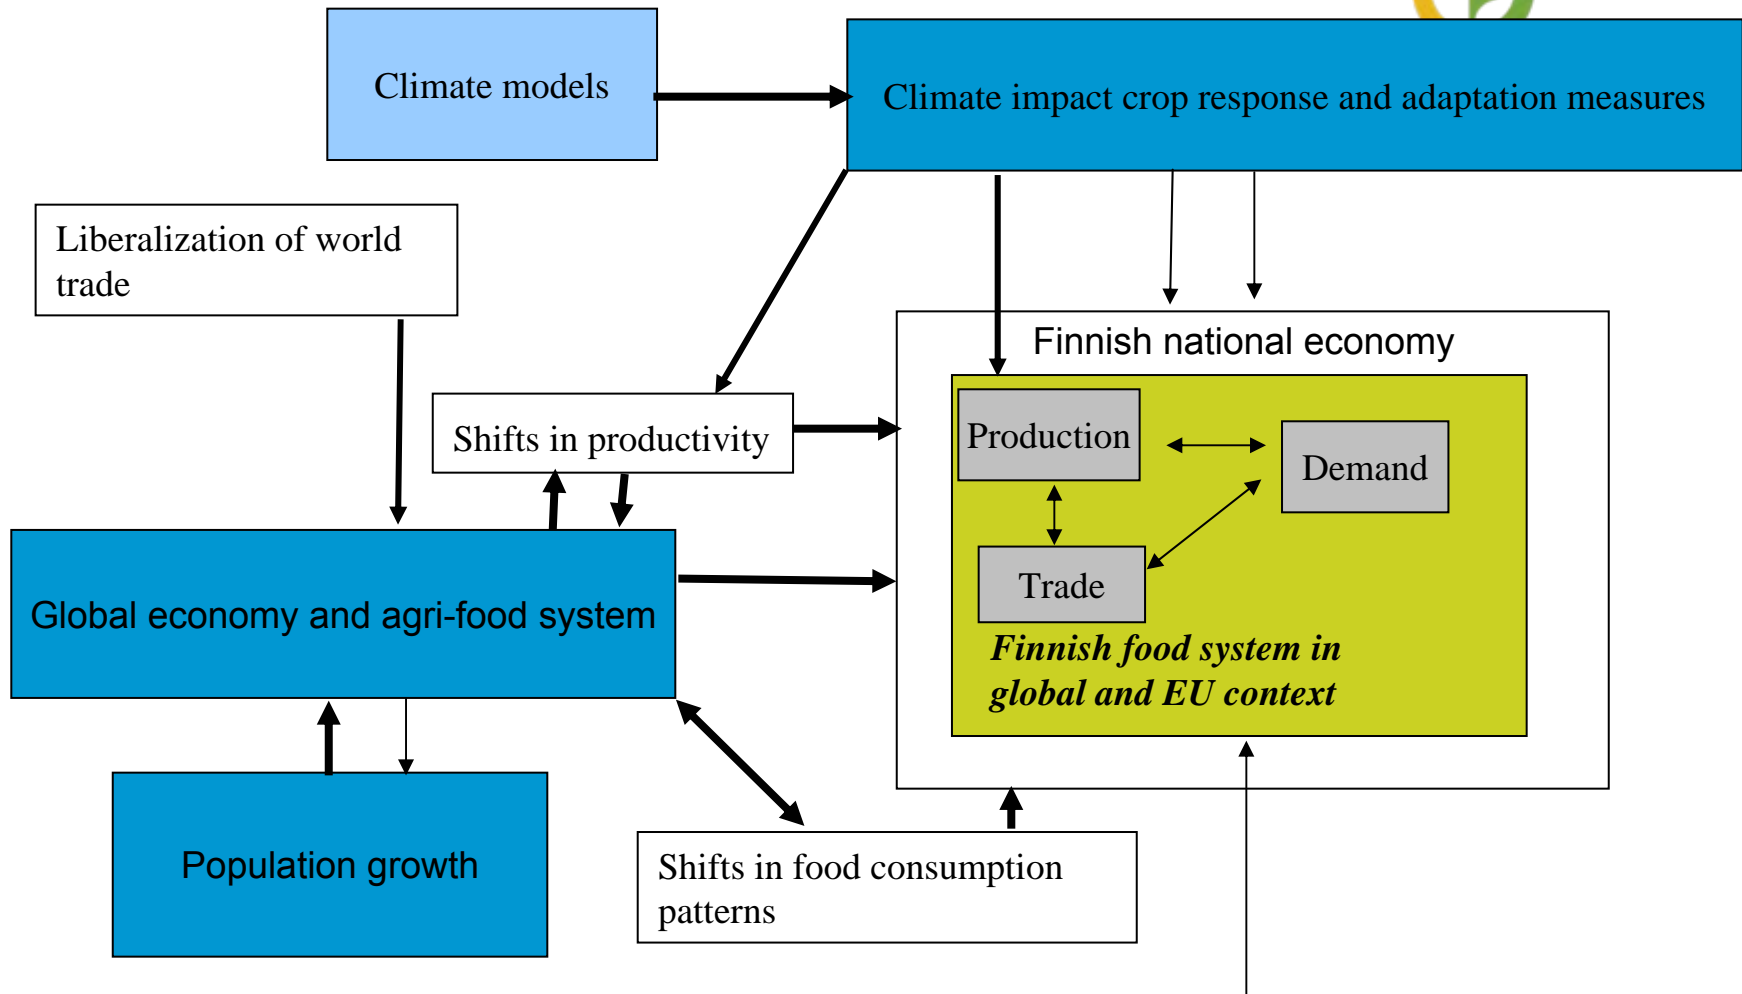 Climate models
Climate impact crop response and adaptation measures
Liberalization of world
trade
Finnish national economy
Shifts in productivity
Production
Demand
Trade
Global economy and agri-food system
Finnish food system in
global and EU context
Population growth
Shifts in food consumption
patterns